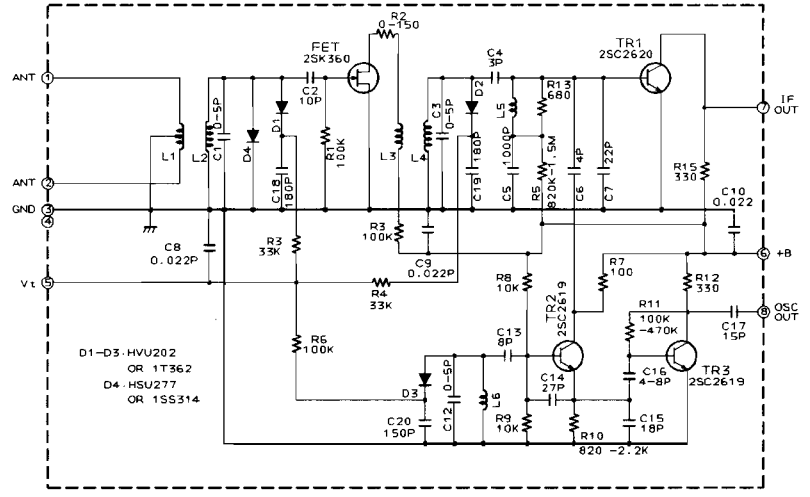 R2
0-150
FET
2SK360
TR1
2SC2620
ANT 1
C4
3P
C2
10P
D1
D4
R1
100K
C1
0-5P
L1
L2
C3
0-5P
L3
L4
D2
L5
R13
680
7 IF
OUT
C18
180P
C19
180P
C5
1000P
R5
820K-1.5M
C6
4P
C7
22P
R15
330
C10
0.022
ANT 2
GND 3
4
C8
0.022P
R3
33K
R3
100K
C9
0.022P
R8
10K
R7
100
R12
330
6 +B
Vt 5
R4
33K
TR2
2SC2619
R11
100K
-470K
8 OSC
OUT
C17
15P
R6
100K
C13
8P
D1-D3:HVU202
OR 1T362
D4:HSU277
OR 1SS314
D3
C12
0-5P
L6
C14
27P
C16
4-8P
TR3
2SC2619
C20
150P
R9
10K
R10
820 -2.2K
C15
18P